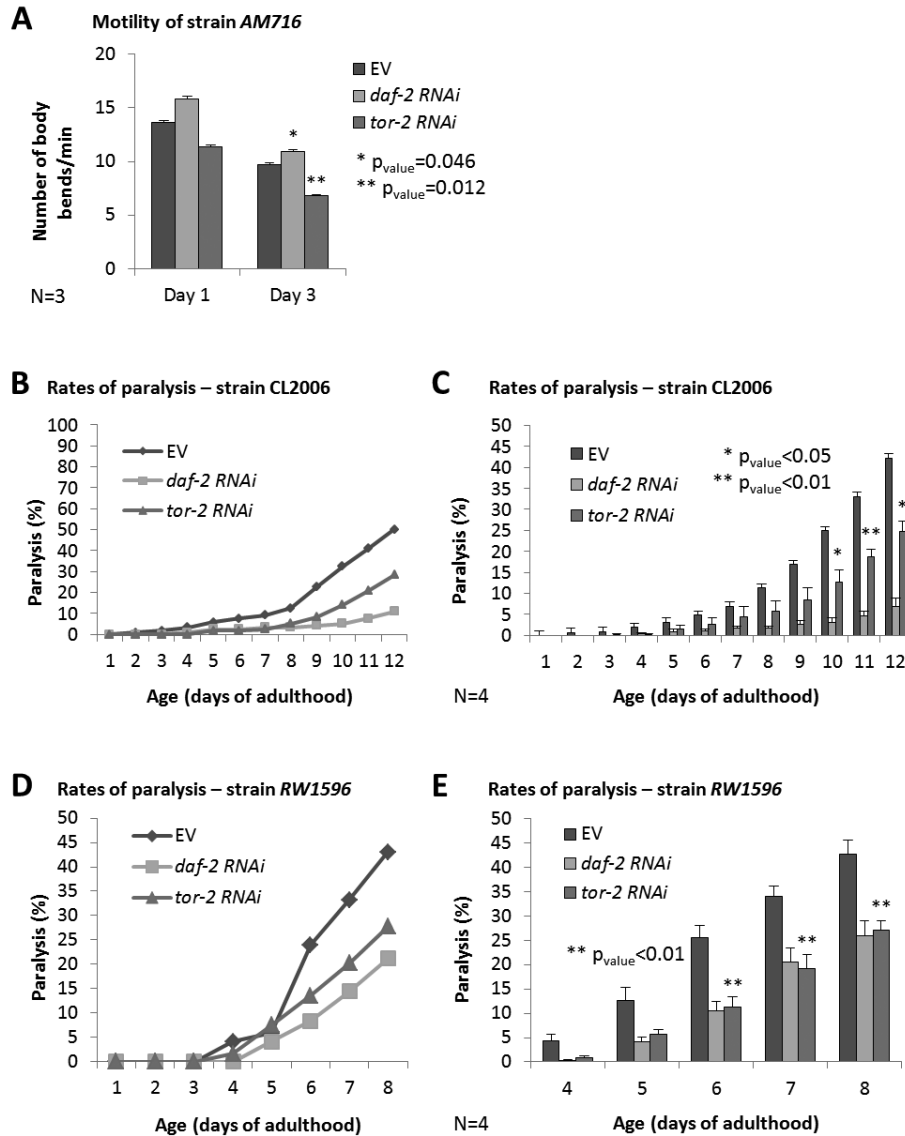 A
Motility of strain AM716
Number of body
bends/min
20
15
10
5
0
*
**
Day 1
Day 3
EV
daf-2 RNAi
tor-2 RNAi
* pvalue=0.046
** pvalue=0.012
N=3
B
Rates of paralysis – strain CL2006
Paralysis (%)
100
90
80
70
60
50
40
30
20
10
0
EV
daf-2 RNAi
tor-2 RNAi
1 2 3 4 5 6 7 8 9 10 11 12
Age (days of adulthood)
C
Rates of paralysis – strain CL2006
Paralysis (%)
50
45
40
35
30
25
20
15
10
5
0
EV
daf-2 RNAi
tor-2 RNAi
* pvalue<0.05
** pvalue<0.01
*
**
*
1 2 3 4 5 6 7 8 9 10 11 12
Age (days of adulthood)
N=4
D
Rates of paralysis – strain RW1596
Paralysis (%)
50
45
40
35
30
25
20
15
10
5
0
EV
daf-2 RNAi
tor-2 RNAi
1 2 3 4 5 6 7 8
Age (days of adulthood)
E
Rates of paralysis – strain RW1596
Paralysis (%)
50
45
40
35
30
25
20
15
10
5
0
EV
daf-2 RNAi
tor-2 RNAi
** pvalue<0.01
**
**
**
4 5 6 7 8
Age (days of adulthood)
N=4